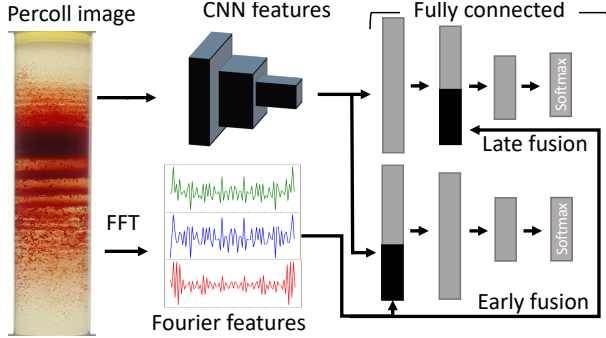 Percoll image
CNN features
Fully connected
Softmax
Late fusion
FFT
Softmax
Early fusion
Fourier features